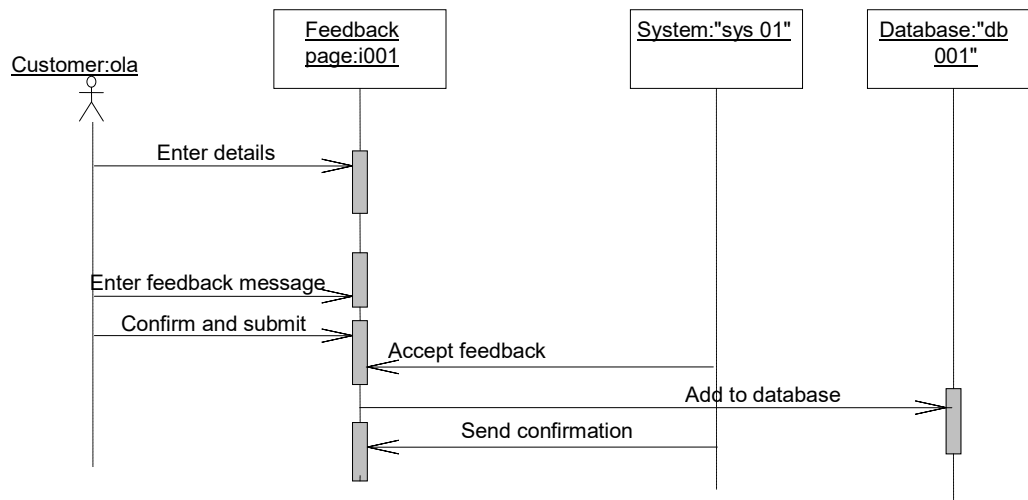 Feedback
page:i001
System:"sys 01"
Database:"db
001"
Customer:ola
Enter details
Enter feedback message
Confirm and submit
Accept feedback
Add to database
Send confirmation